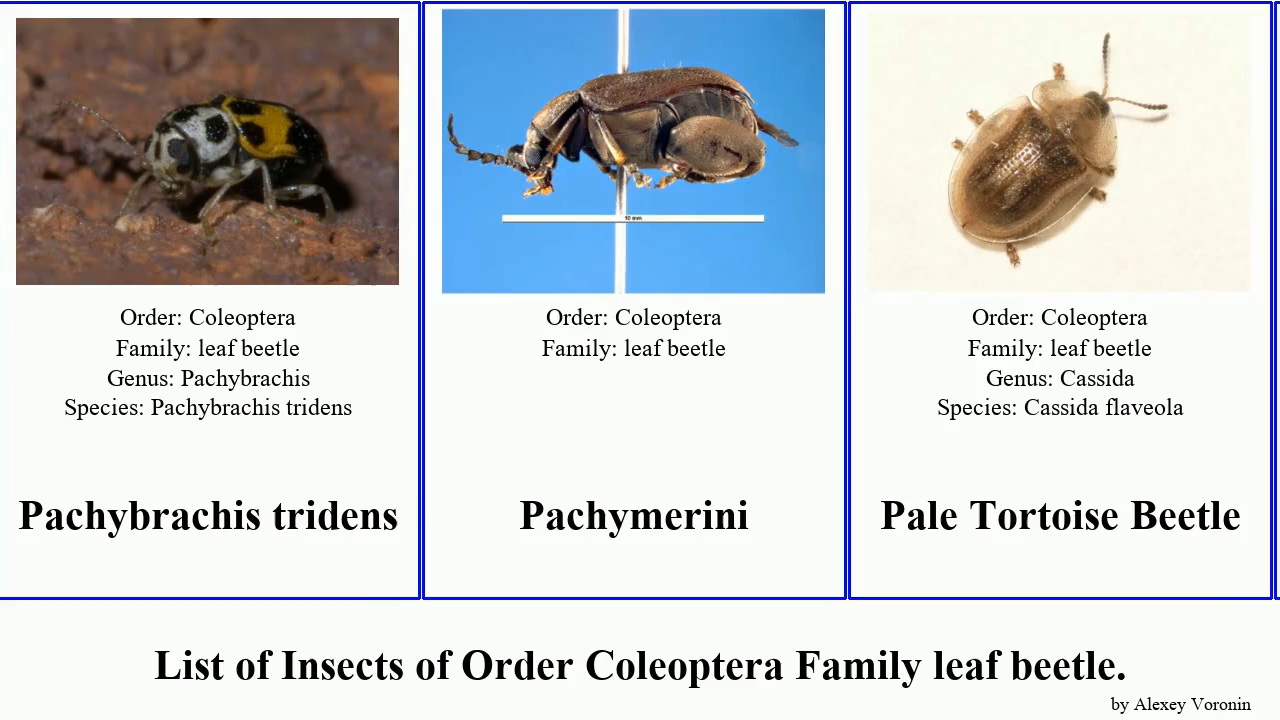 10 mm
Order: Coleoptera
Family: leaf beetle
Genus: Pachybrachis
Species: Pachybrachis tridens
Pachybrachis tridens
Order: Coleoptera
Family: leaf beetle
Pachymerini
Order: Coleoptera
Family: leaf beetle
Genus: Cassida
Species: Cassida flaveola
Pale Tortoise Beetle
List of Insects of Order Coleoptera Family leaf beetle.
by Alexey Voronin